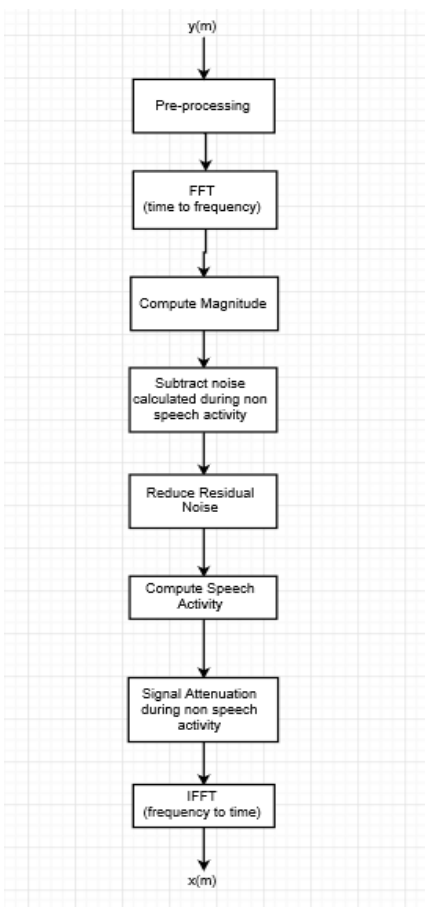 y(m)
Pre-processing
FFT
(time to frequency)
Compute Magnitude
Subtract noise
calculated during non
speech activity
Reduce Residual
Noise
Compute Speech
Activity
Signal Attenuation
during non speech
activity
IFFT
(frequency to time)
x(m)